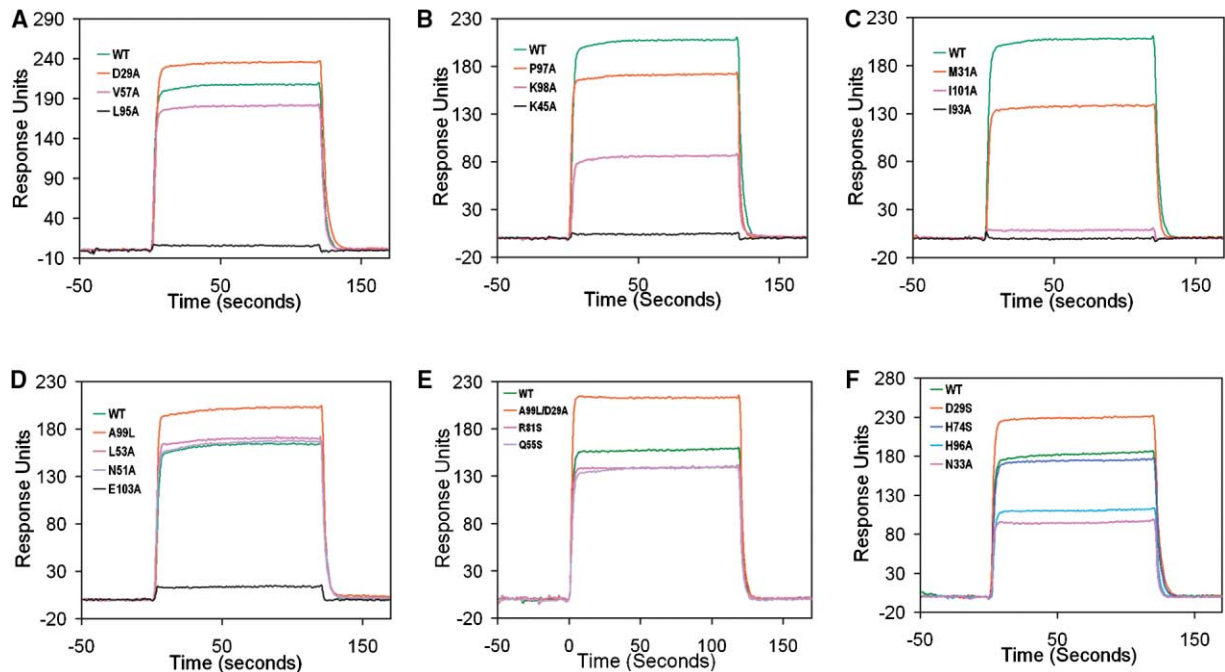 A
Response Units
290
240
190
140
90
40
-10
WT
D29A
V57A
L95A
-50
50
150
Time (seconds)
B
Response Units
230
180
130
80
30
-20
WT
P97A
K98A
K45A
-50
50
150
Time (Seconds)
C
Response Units
230
180
130
80
30
-20
WT
M31A
I101A
I93A
-50
50
150
Time (Seconds)
D
Response Units
230
180
130
80
30
-20
WT
A99L
L53A
N51A
E103A
-50
50
150
Time (seconds)
E
Response Units
230
180
130
80
30
-20
WT
A99L/D29A
R81S
Q55S
-50
0
50
100
150
Time (Seconds)
F
Response Units
280
230
180
130
80
30
-20
WT
D29S
H74S
H96A
N33A
-50
50
150
Time (Seconds)